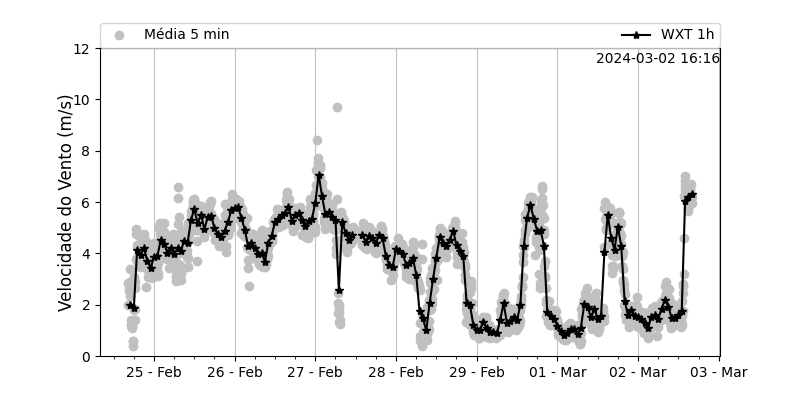 Média 5 min
WXT 1h
2024-03-02 16:16
Velocidade do Vento (m/s)
12
10
8
6
4
2
0
25 - Feb
26 - Feb
27 - Feb
28 - Feb
29 - Feb
01 - Mar
02 - Mar
03 - Mar